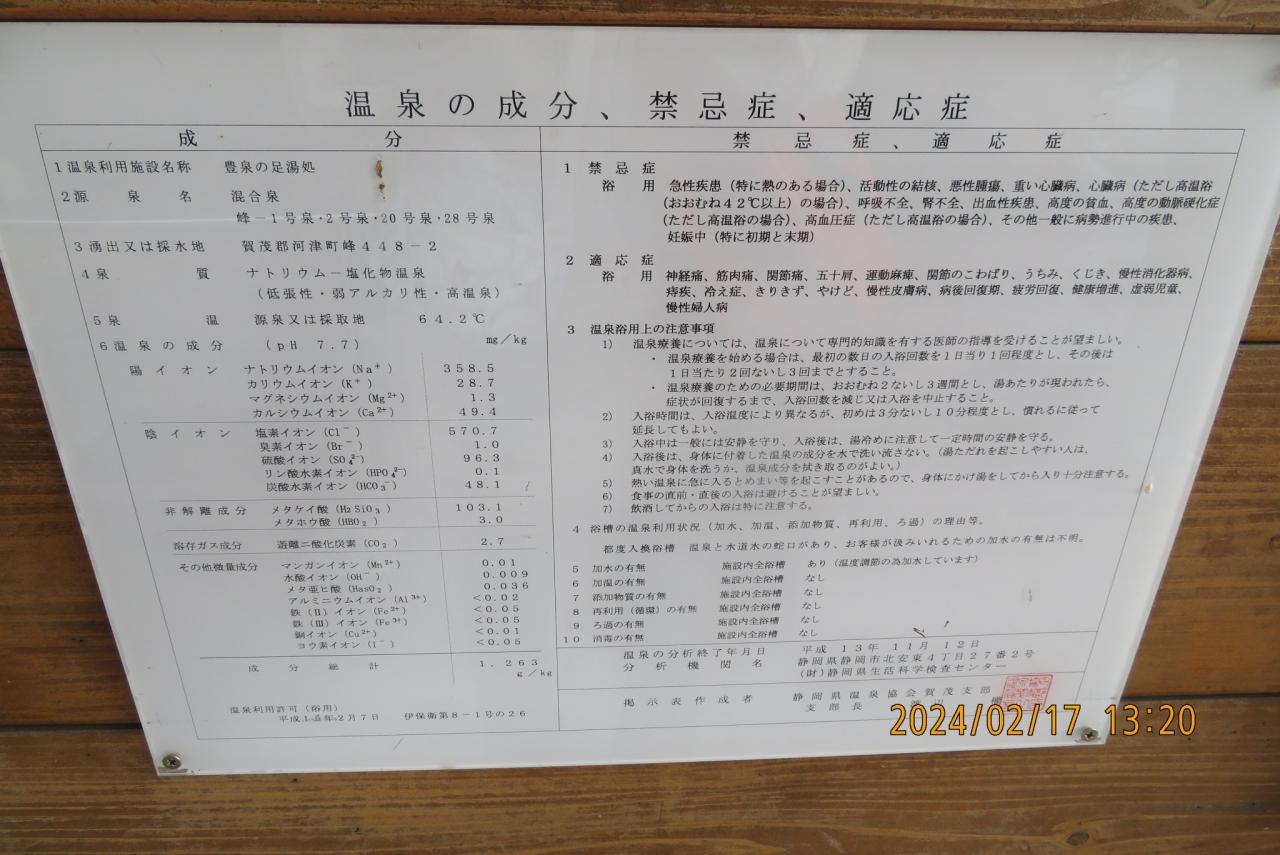 温泉の成分、禁忌症、適応症
成分
1温泉利用施設名称 豊泉の足湯処
2源泉名 混合泉
峰－1号泉・2号泉・20号泉・28号泉
3湧出又は採水地 賀茂郡河津町峰448－2
4泉質 ナトリウム－塩化物温泉
（低張性・弱アルカリ性・高温泉）
5泉温 源泉又は採取地 64.2℃
6温泉の成分 （pH 7.7） mg／kg
陽イオン ナトリウムイオン（Na⁺） 358.5
カリウムイオン（K⁺） 28.7
マグネシウムイオン（Mg²⁺） 1.3
カルシウムイオン（Ca²⁺） 49.4
陰イオン 塩素イオン（Cl⁻） 570.7
臭素イオン（Br⁻） 1.0
硫酸イオン（SO₄²⁻） 96.3
リン酸水素イオン（HPO₄²⁻） 0.1
炭酸水素イオン（HCO₃⁻） 48.1
非解離成分 メタケイ酸（H₂SiO₃） 103.1
メタホウ酸（HBO₂） 3.0
溶存ガス成分 遊離二酸化炭素（CO₂） 2.7
その他微量成分 マンガンイオン（Mn²⁺） 0.01
水酸イオン（OH⁻） 0.009
メタ亜ヒ酸（HasO₂） 0.036
アルミニウムイオン（Al³⁺） ＜0.02
鉄（Ⅱ）イオン（Fe²⁺） ＜0.05
鉄（Ⅲ）イオン（Fe³⁺） ＜0.05
銅イオン（Cu²⁺） ＜0.01
ヨウ素イオン（I⁻） ＜0.05
成分総計 1.263
g／kg
温泉利用許可（浴用）
年2月7日 伊保衛第8－1号の26
禁忌症、適応症
1 禁忌症
浴用 急性疾患（特に熱のある場合）、活動性の結核、悪性腫瘍、重い心臓病、心臓病（ただし高温浴
（おおむね42℃以上）の場合）、呼吸不全、腎不全、出血性疾患、高度の貧血、高度の動脈硬化症
（ただし高温浴の場合）、高血圧症（ただし高温浴の場合）、その他一般に病勢進行中の疾患、
妊娠中（特に初期と末期）
2 適応症
浴用 神経痛、筋肉痛、関節痛、五十肩、運動麻痺、関節のこわばり、うちみ、くじき、慢性消化器病、
痔疾、冷え症、きりきず、やけど、慢性皮膚病、病後回復期、疲労回復、健康増進、虚弱児童、
慢性婦人病
3 温泉浴用上の注意事項
1） 温泉療養については、温泉について専門的知識を有する医師の指導を受けることが望ましい。
・ 温泉療養を始める場合は、最初の数日の入浴回数を1日当り1回程度とし、その後は
1日当たり2回ないし3回までとすること。
・ 温泉療養のための必要期間は、おおむね2ないし3週間とし、湯あたりが現われたら、
症状が回復するまで、入浴回数を減じ又は入浴を中止すること。
2） 入浴時間は、入浴温度により異なるが、初めは3分ないし10分程度とし、慣れるに従って
延長してもよい。
3） 入浴中は一般には安静を守り、入浴後は、湯冷めに注意して一定時間の安静を守る。
4） 入浴後は、身体に付着した温泉の成分を水で洗い流さない。（湯ただれを起こしやすい人は、
真水で身体を洗うか、温泉成分を拭き取るのがよい。）
5） 熱い温泉に急に入るとめまい等を起こすことがあるので、身体にかけ湯をしてから入り十分注意する。
6） 食事の直前・直後の入浴は避けることが望ましい。
7） 飲酒してからの入浴は特に注意する。
4 浴槽の温泉利用状況（加水、加温、添加物質、再利用、ろ過）の理由等。
都度入換浴槽 温泉と水道水の蛇口があり、お客様が汲みいれるための加水の有無は不明。
5 加水の有無 施設内全浴槽 あり（温度調節の為加水しています）
6 加温の有無 施設内全浴槽 なし
7 添加物質の有無 施設内全浴槽 なし
8 再利用（循環）の有無 施設内全浴槽 なし
9 ろ過の有無 施設内全浴槽 なし
10 消毒の有無 施設内全浴槽 なし
温泉の分析終了年月日 平成13年11月12日
分析機関名 静岡県静岡市北安東4丁目27番2号
（財）静岡県生活科学検査センター
掲示表作成者 静岡県温泉協会賀茂支部
支部長
2024/02/17 13:20